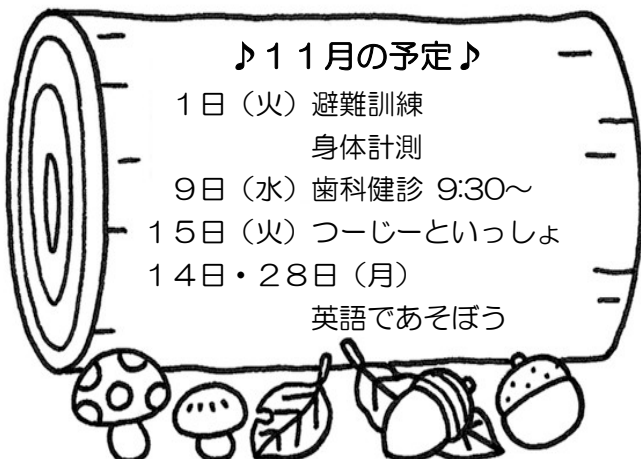 ♪１１月の予定♪
１日（火）避難訓練
身体計測
９日（水）歯科健診 9:30～
１５日（火）つーじーといっしょ
１４日・２８日（月）
英語であそぼう